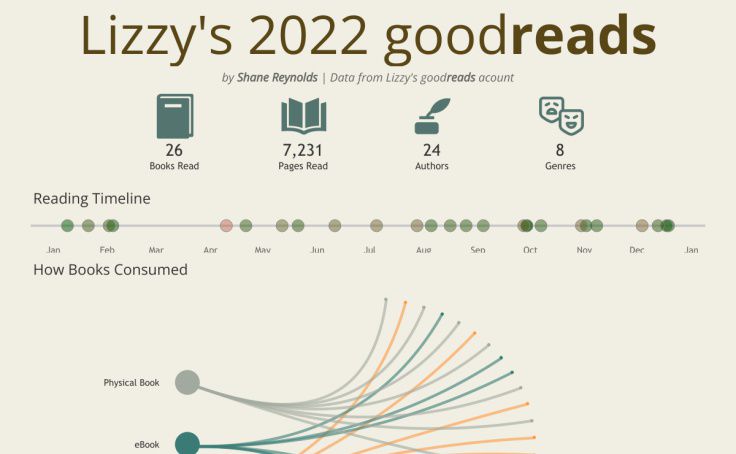 Lizzy's 2022 goodreads
by Shane Reynolds | Data from Lizzy's goodreads acount
26 7,231 24 8
Books Read Pages Read Authors Genres
Reading Timeline
Jan Feb Mar Apr May Jun Jul Aug Sep Oct Nov Dec Jan
How Books Consumed
Physical Book
eBook